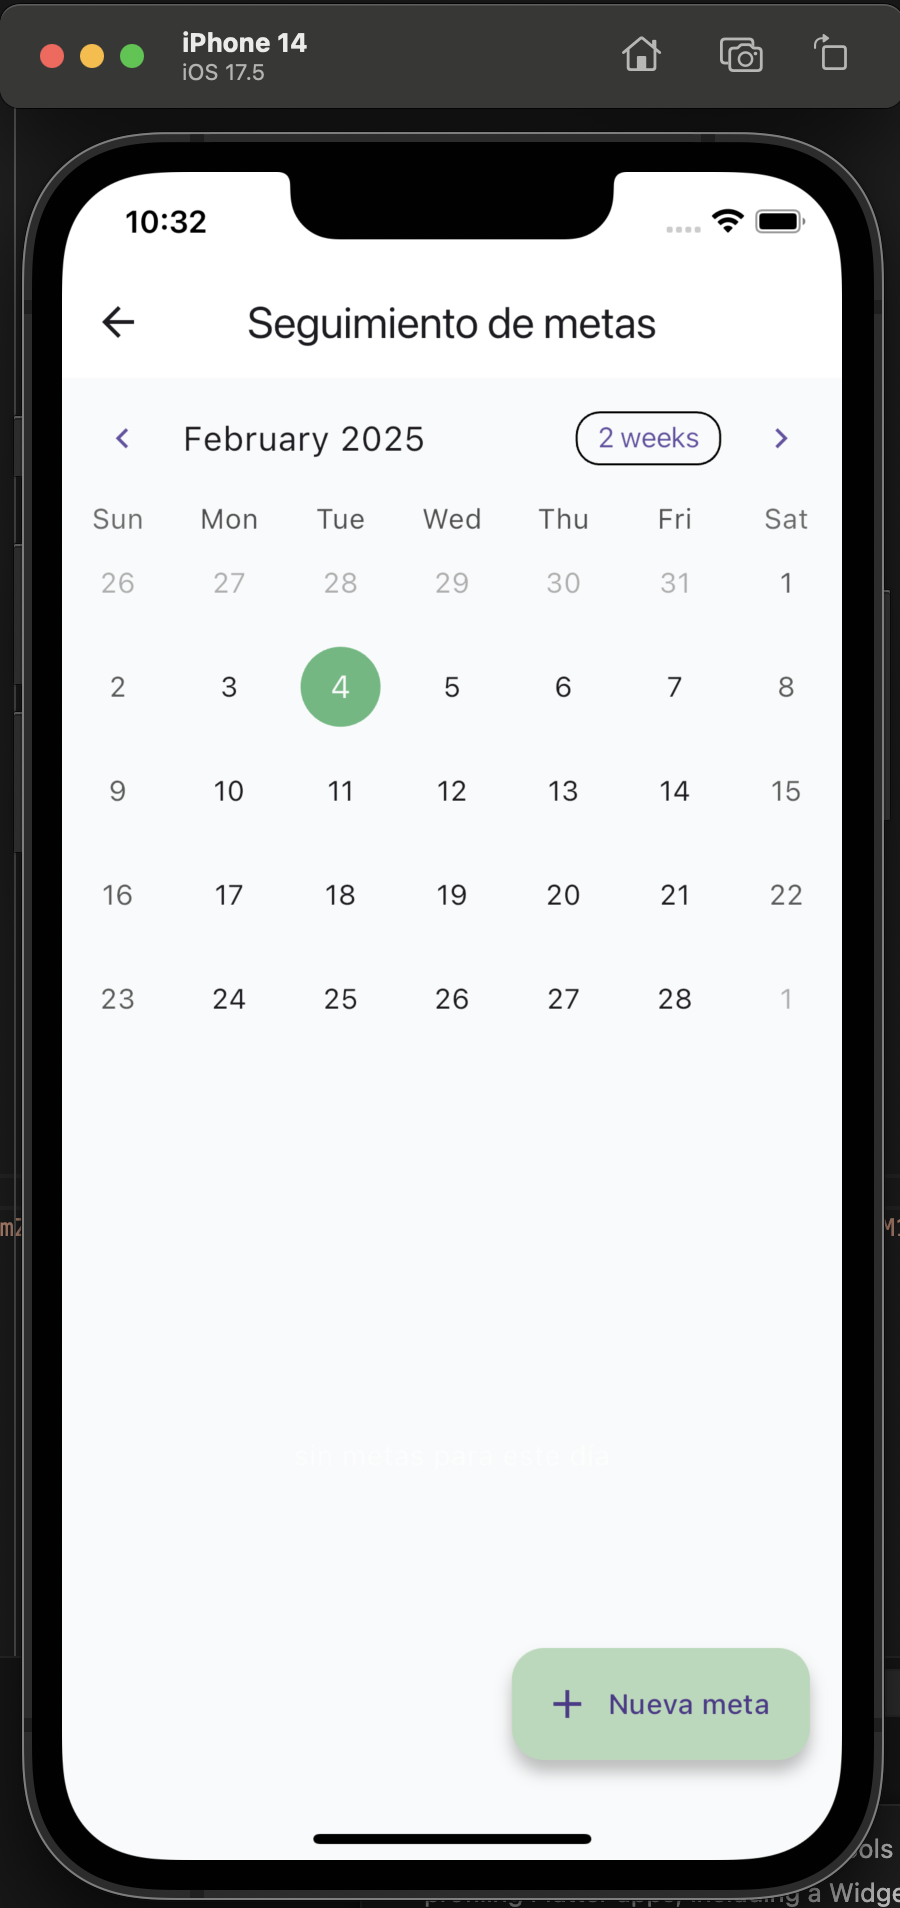 iPhone 14
iOS 17.5
10:32
Seguimiento de metas
February 2025
2 weeks
Sun Mon Tue Wed Thu Fri Sat
26 27 28 29 30 31 1
2 3 4 5 6 7 8
9 10 11 12 13 14 15
16 17 18 19 20 21 22
23 24 25 26 27 28 1
sin metas para este día
+ Nueva meta
a Widge